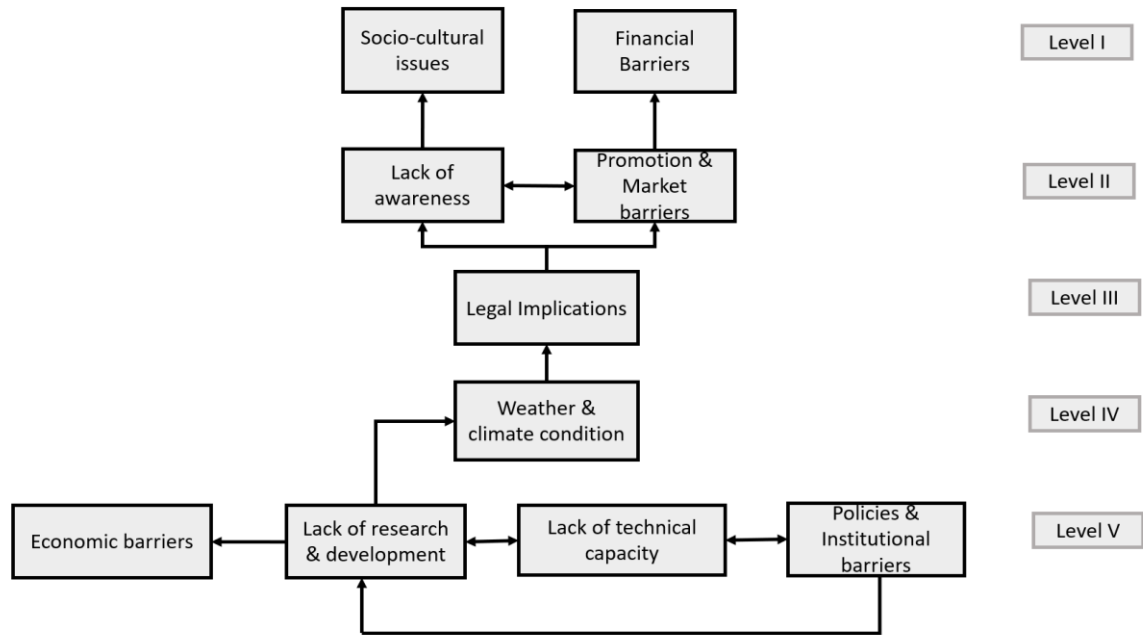 Socio-cultural
issues
Financial
Barriers
Level I
Lack of
awareness
Promotion &
Market
barriers
Level II
Legal Implications
Level III
Weather &
climate condition
Level IV
Economic barriers
Lack of research
& development
Lack of technical
capacity
Policies &
Institutional
barriers
Level V